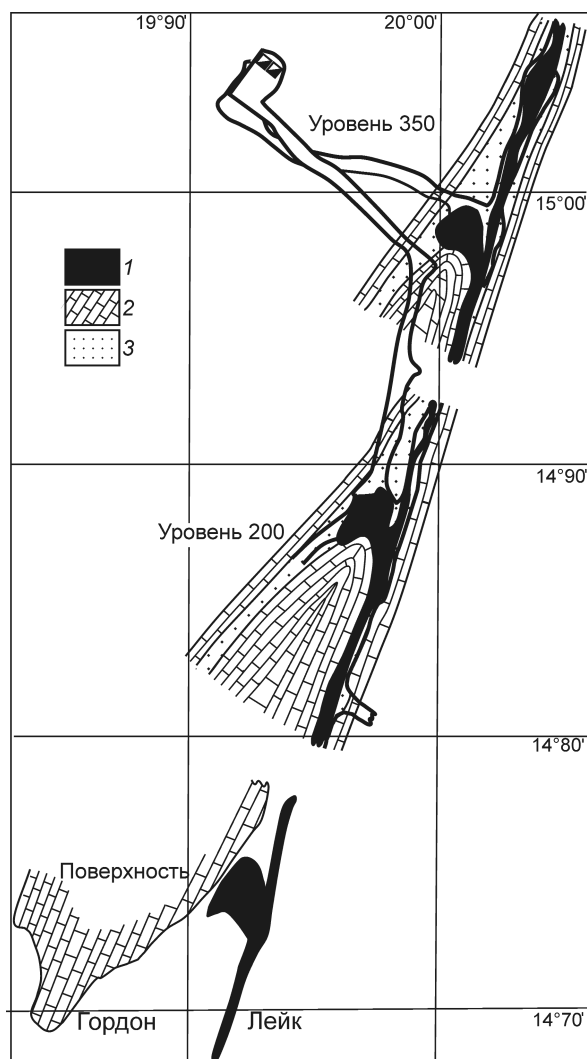 19°90'
20°00'
Уровень 350
15°00'
1
2
3
14°90'
Уровень 200
14°80'
Поверхность
14°70'
Гордон
Лейк